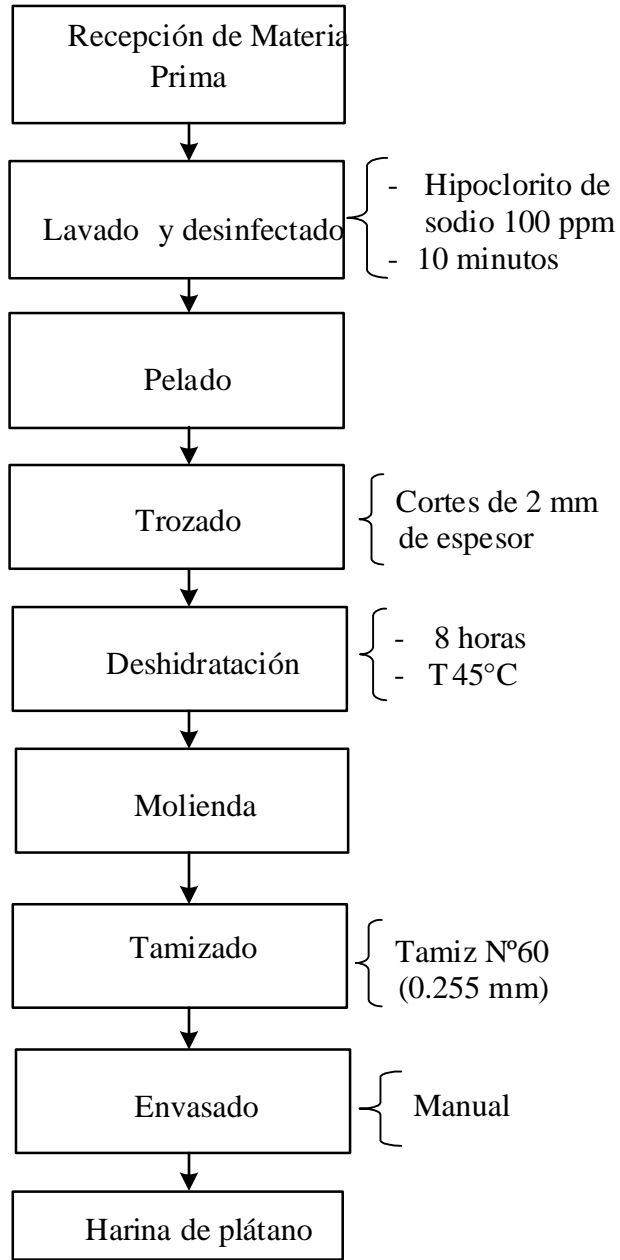 Recepción de Materia
Prima
Lavado y desinfectado
- Hipoclorito de
sodio 100 ppm
- 10 minutos
Pelado
Trozado
Cortes de 2 mm
de espesor
Deshidratación
- 8 horas
- T 45°C
Molienda
Tamizado
Tamiz Nº60
(0.255 mm)
Envasado
Manual
Harina de plátano